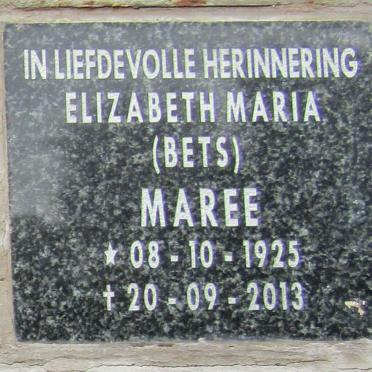 IN LIEFDEVOLLE HERINNERING
ELIZABETH MARIA
(BETS)
MAREE
★ 08 - 10 - 1925
† 20 - 09 - 2013